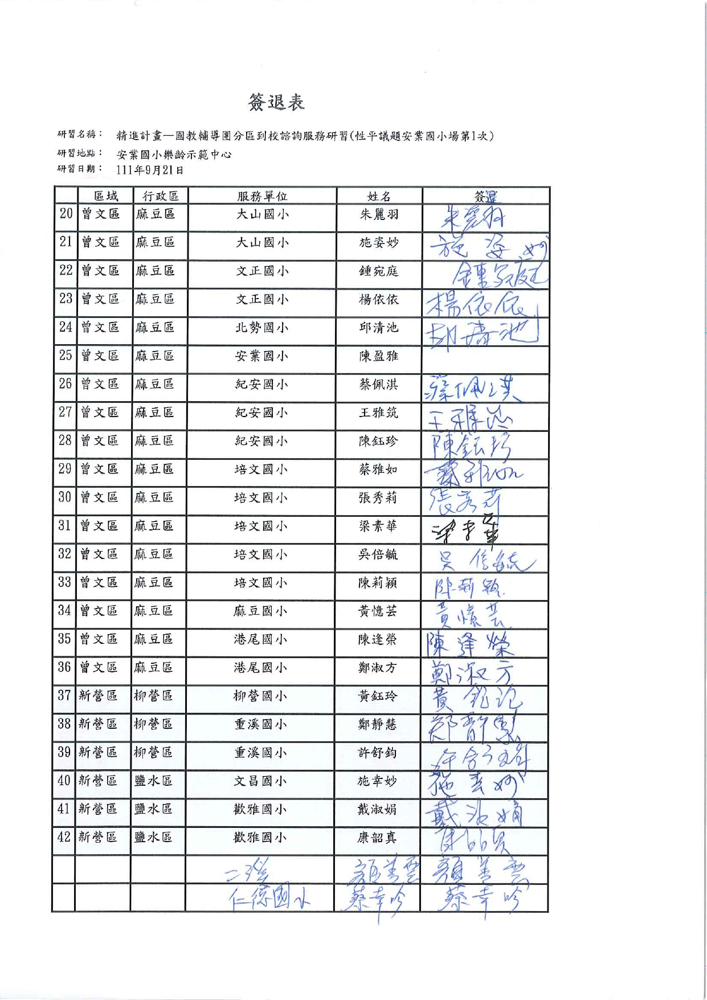 簽退表
研習名稱： 精進計畫—國教輔導團分區到校諮詢服務研習(性平議題安業國小場第1次)
研習地點： 安業國小樂齡示範中心
研習日期： 111年9月21日
區域 行政區 服務單位 姓名 簽退
20 曾文區 麻豆區 大山國小 朱麗羽 朱麗羽
21 曾文區 麻豆區 大山國小 施姿妙 施姿妙
22 曾文區 麻豆區 文正國小 鍾宛庭 鍾宛庭
23 曾文區 麻豆區 文正國小 楊依依 楊依依
24 曾文區 麻豆區 北勢國小 邱清池 邱清池
25 曾文區 麻豆區 安業國小 陳盈雅
26 曾文區 麻豆區 紀安國小 蔡佩淇 蔡佩淇
27 曾文區 麻豆區 紀安國小 王雅筑 王雅筑
28 曾文區 麻豆區 紀安國小 陳鈺珍 陳鈺珍
29 曾文區 麻豆區 培文國小 蔡雅如 蔡雅如
30 曾文區 麻豆區 培文國小 張秀莉 張秀莉
31 曾文區 麻豆區 培文國小 梁素華 梁素華
32 曾文區 麻豆區 培文國小 吳倍毓 吳倍毓
33 曾文區 麻豆區 培文國小 陳莉穎 陳莉穎
34 曾文區 麻豆區 麻豆國小 黃憶芸 黃憶芸
35 曾文區 麻豆區 港尾國小 陳逢榮 陳逢榮
36 曾文區 麻豆區 港尾國小 鄭淑方 鄭淑方
37 新營區 柳營區 柳營國小 黃鈺玲 黃鈺玲
38 新營區 柳營區 重溪國小 鄭靜慧 鄭靜慧
39 新營區 柳營區 重溪國小 許舒鈞 許舒鈞
40 新營區 鹽水區 文昌國小 施幸妙 施幸妙
41 新營區 鹽水區 歡雅國小 戴淑娟 戴淑娟
42 新營區 鹽水區 歡雅國小 康韶真 康韶真
二溪 顏美雲 顏美雲
仁德國小 蔡幸吟 蔡幸吟